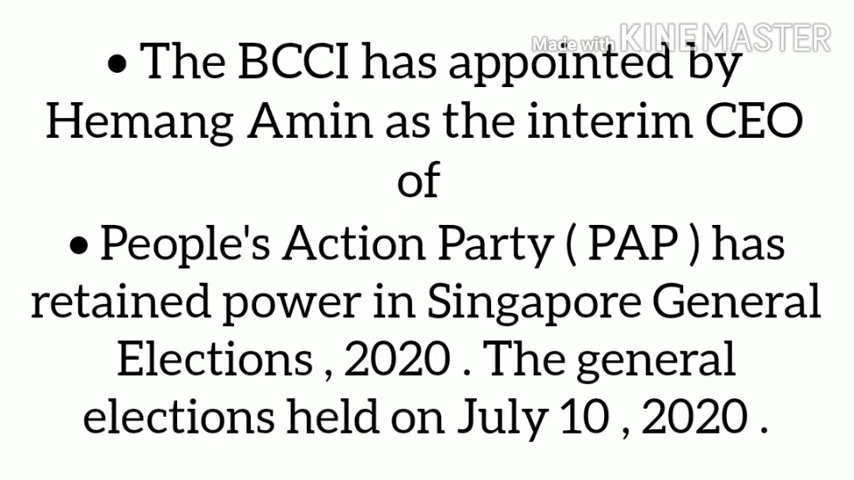 Made with KINEMASTER
• The BCCI has appointed by
Hemang Amin as the interim CEO
of
• People's Action Party ( PAP ) has
retained power in Singapore General
Elections , 2020 . The general
elections held on July 10 , 2020 .